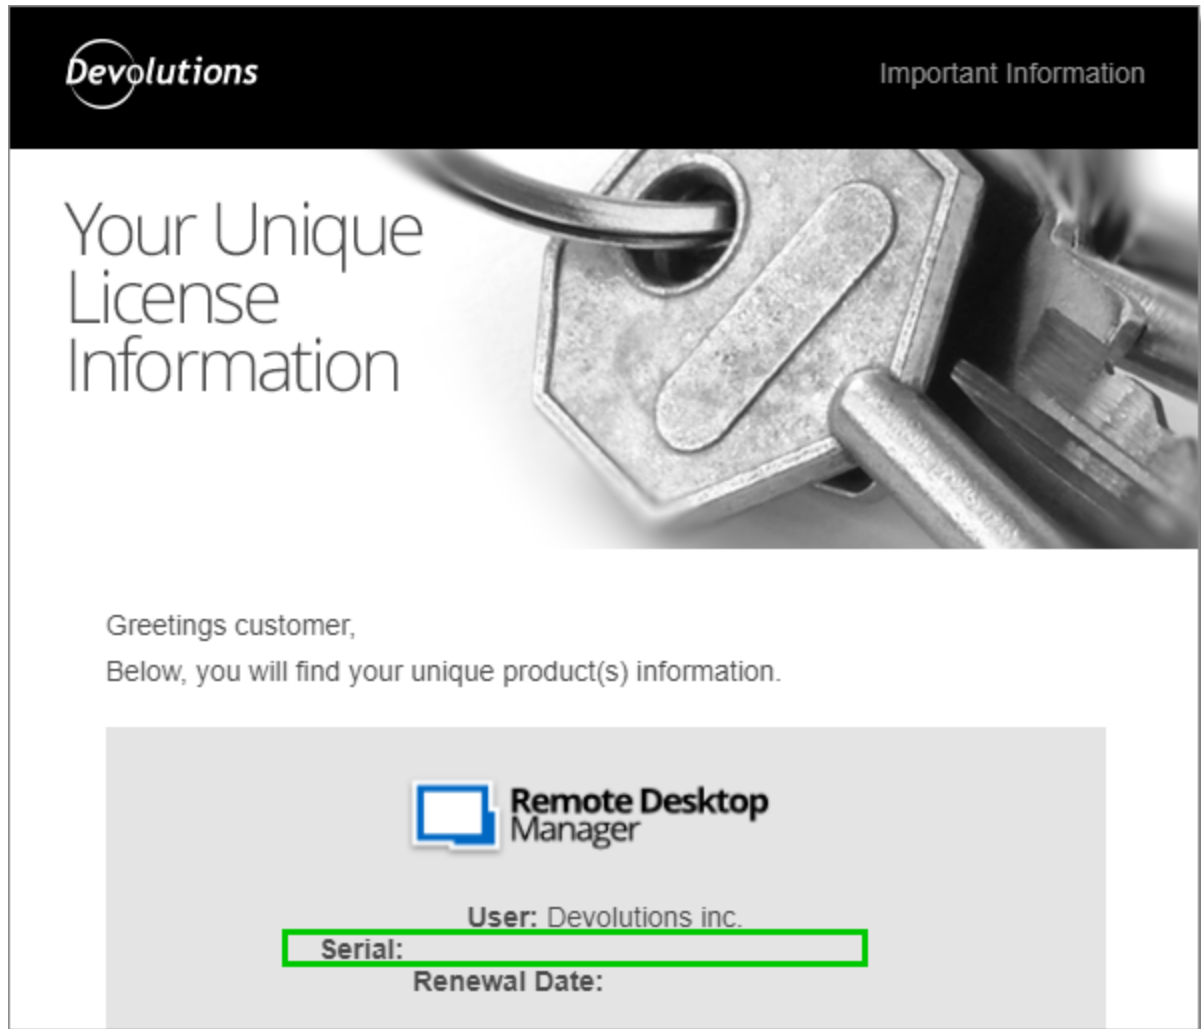 Devolutions
Important Information
Your Unique
License
Information
Greetings customer,
Below, you will find your unique product(s) information.
Remote Desktop
Manager
User: Devolutions inc.
Serial:
Renewal Date: